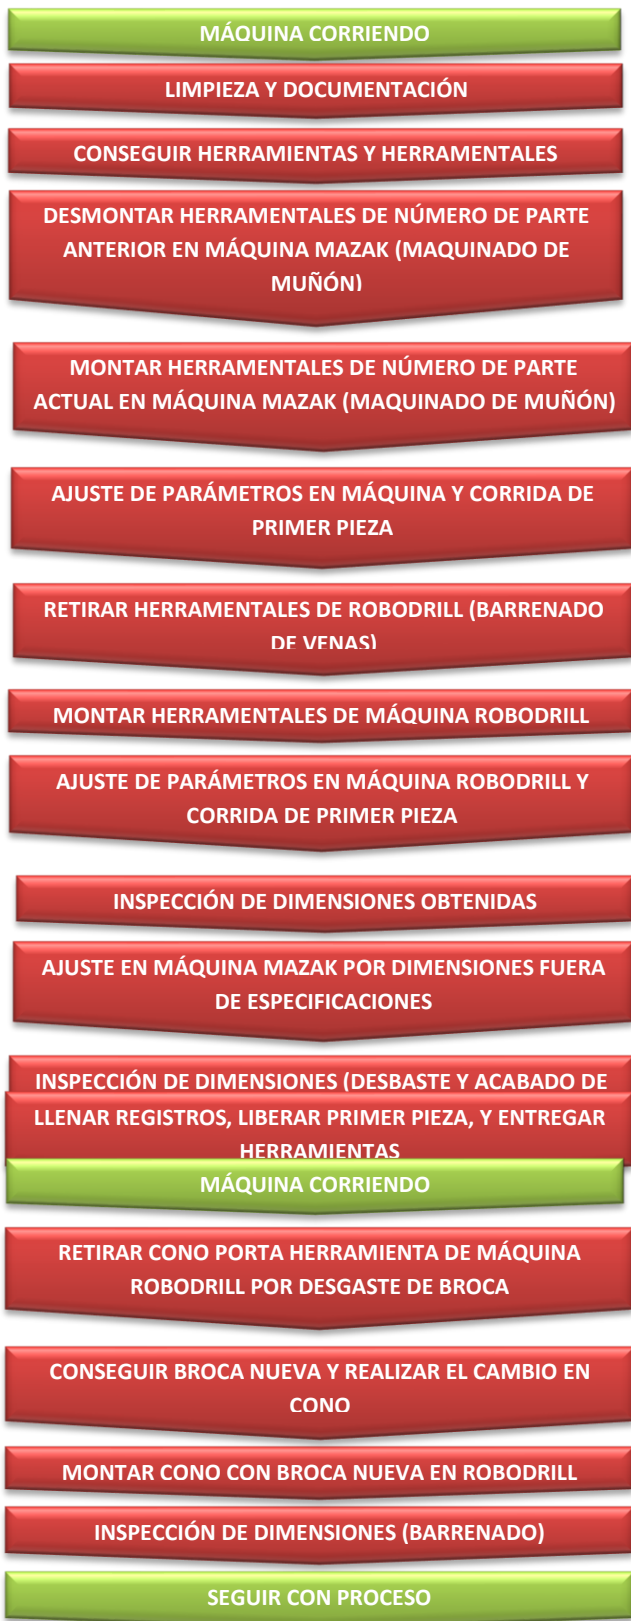 MÁQUINA CORRIENDO
LIMPIEZA Y DOCUMENTACIÓN
CONSEGUIR HERRAMIENTAS Y HERRAMENTALES
DESMONTAR HERRAMENTALES DE NÚMERO DE PARTE
ANTERIOR EN MÁQUINA MAZAK (MAQUINADO DE
MUÑÓN)
MONTAR HERRAMENTALES DE NÚMERO DE PARTE
ACTUAL EN MÁQUINA MAZAK (MAQUINADO DE MUÑÓN)
AJUSTE DE PARÁMETROS EN MÁQUINA Y CORRIDA DE
PRIMER PIEZA
RETIRAR HERRAMENTALES DE ROBODRILL (BARRENADO
DE VENAS)
MONTAR HERRAMENTALES DE MÁQUINA ROBODRILL
AJUSTE DE PARÁMETROS EN MÁQUINA ROBODRILL Y
CORRIDA DE PRIMER PIEZA
INSPECCIÓN DE DIMENSIONES OBTENIDAS
AJUSTE EN MÁQUINA MAZAK POR DIMENSIONES FUERA
DE ESPECIFICACIONES
INSPECCIÓN DE DIMENSIONES (DESBASTE Y ACABADO DE
LLENAR REGISTROS, LIBERAR PRIMER PIEZA, Y ENTREGAR
HERRAMIENTAS
MÁQUINA CORRIENDO
RETIRAR CONO PORTA HERRAMIENTA DE MÁQUINA
ROBODRILL POR DESGASTE DE BROCA
CONSEGUIR BROCA NUEVA Y REALIZAR EL CAMBIO EN
CONO
MONTAR CONO CON BROCA NUEVA EN ROBODRILL
INSPECCIÓN DE DIMENSIONES (BARRENADO)
SEGUIR CON PROCESO